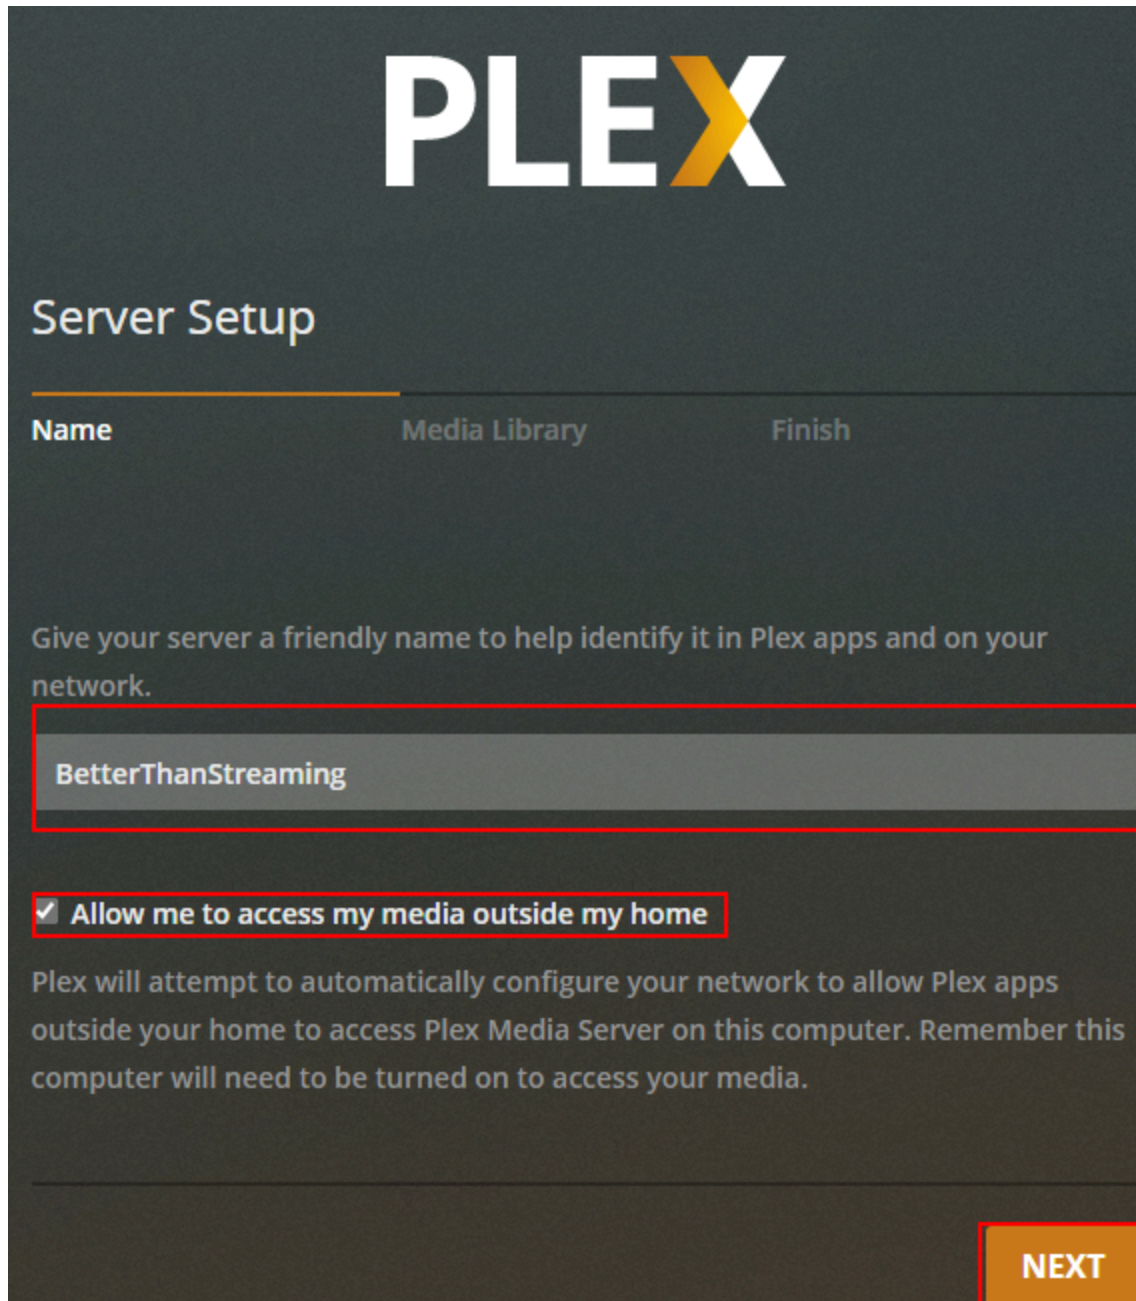 PLEX
Server Setup
Name Media Library Finish
Give your server a friendly name to help identify it in Plex apps and on your
network.
BetterThanStreaming
Allow me to access my media outside my home
Plex will attempt to automatically configure your network to allow Plex apps
outside your home to access Plex Media Server on this computer. Remember this
computer will need to be turned on to access your media.
NEXT